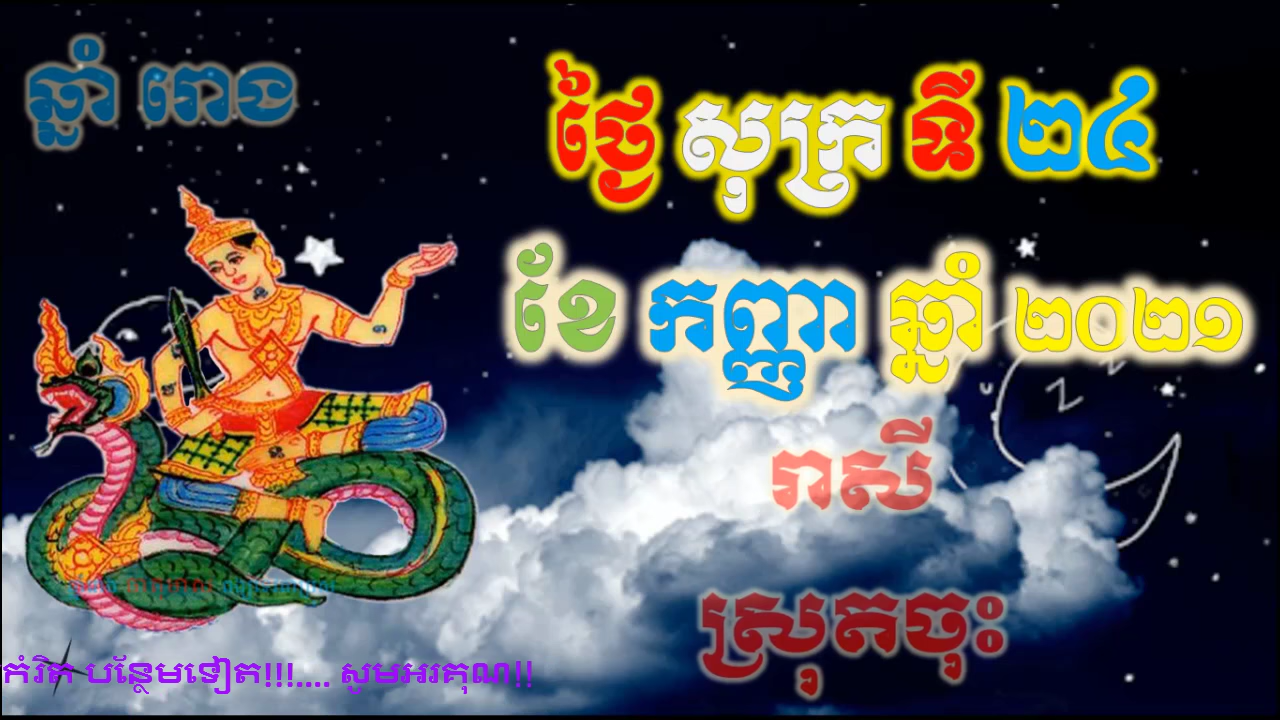 ឆ្នាំ រោង
ថ្ងៃ សុក្រ ទី ២៤
ខែ កញ្ញា ឆ្នាំ ២០២១
រាសី
ស្រុតចុះ
កំរិត បន្ថែមទៀត!!!.... សូមអរគុណ!!